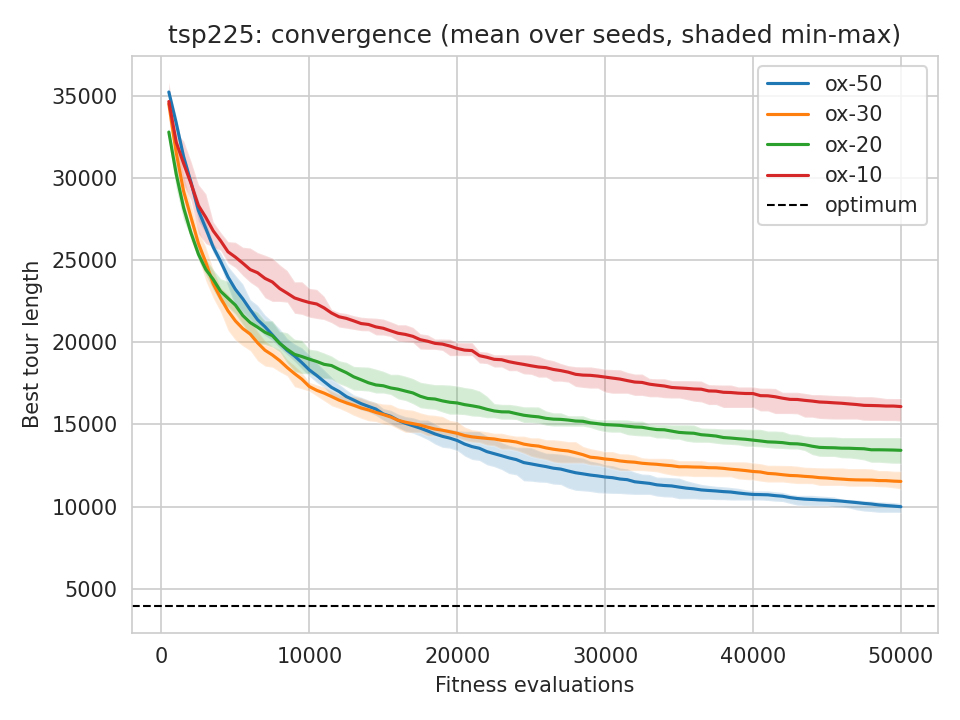 tsp225: convergence (mean over seeds, shaded min-max)
ox-50
ox-30
ox-20
ox-10
optimum
Best tour length
35000
30000
25000
20000
15000
10000
5000
0
10000
20000
30000
40000
50000
Fitness evaluations